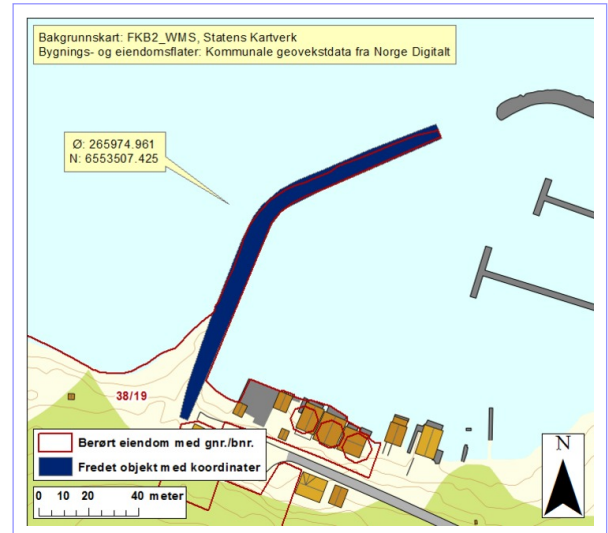 Bakgrunnskart: FKB2_WMS, Statens Kartverk
Bygnings- og eiendomsflater: Kommunale geovekstdata fra Norge Digitalt
Ø: 265974.961
N: 6553507.425
38/19
Berørt eiendom med gnr./bnr.
Fredet objekt med koordinater
0 10 20 40 meter
N